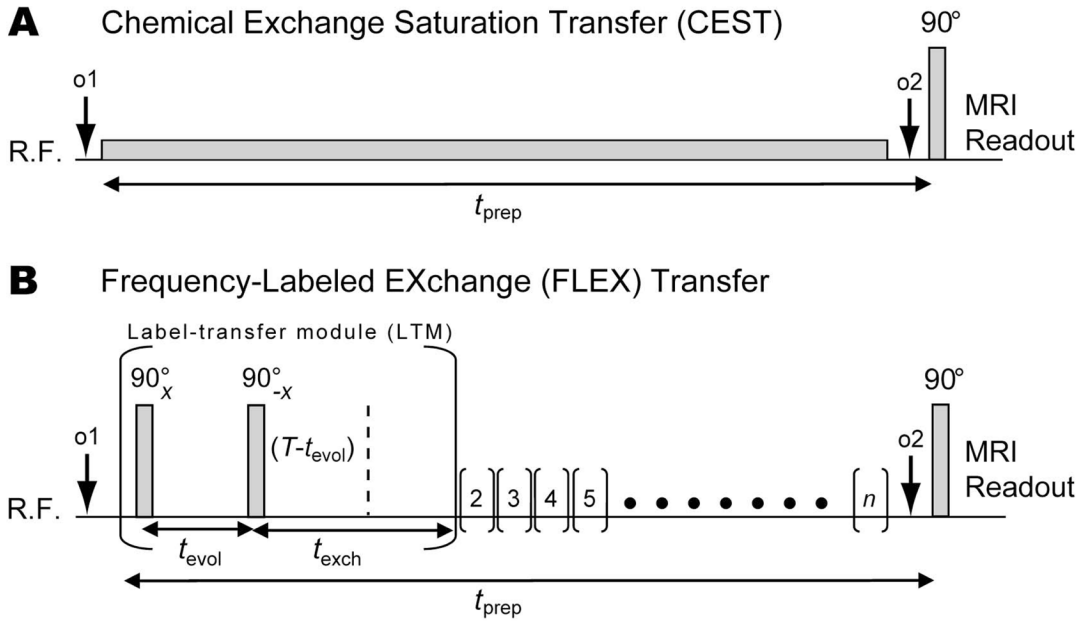 A Chemical Exchange Saturation Transfer (CEST)
90°
o1
o2
MRI
Readout
R.F.
tprep
B Frequency-Labeled EXchange (FLEX) Transfer
Label-transfer module (LTM)
90°x
90°-x
90°
o1
(T-tevol)
o2
MRI
Readout
2 3 4 5 n
R.F.
tevol
texch
tprep